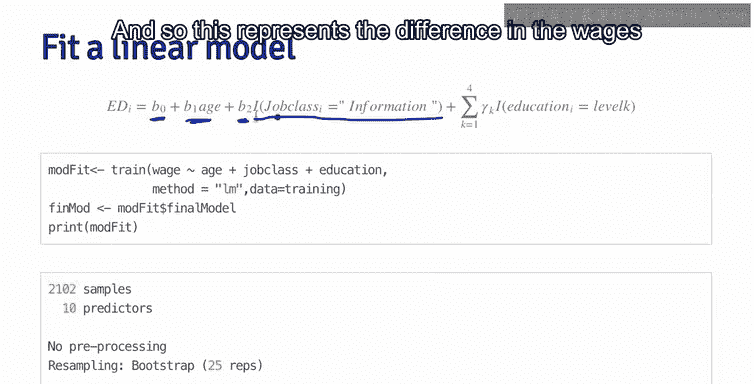 And so this represents the difference in the wages
Fit a linear model
EDᵢ = b₀ + b₁age + b₂I(Jobclassᵢ =" Information ") + ∑⁴ₖ₌₁ γₖI(educationᵢ = levelk)
modFit<- train(wage ~ age + jobclass + education,
method = "lm",data=training)
finMod <- modFit$finalModel
print(modFit)
2102 samples
10 predictors
No pre-processing
Resampling: Bootstrap (25 reps)